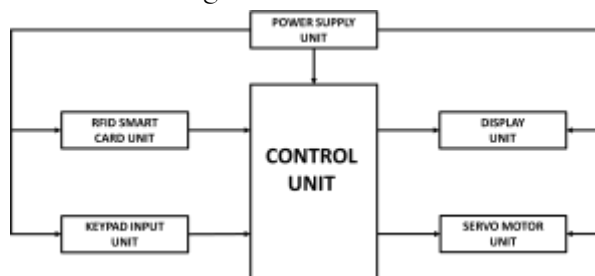 POWER SUPPLY
UNIT
RFID SMART
CARD UNIT
CONTROL
UNIT
DISPLAY
UNIT
KEYPAD INPUT
UNIT
SERVO MOTOR
UNIT